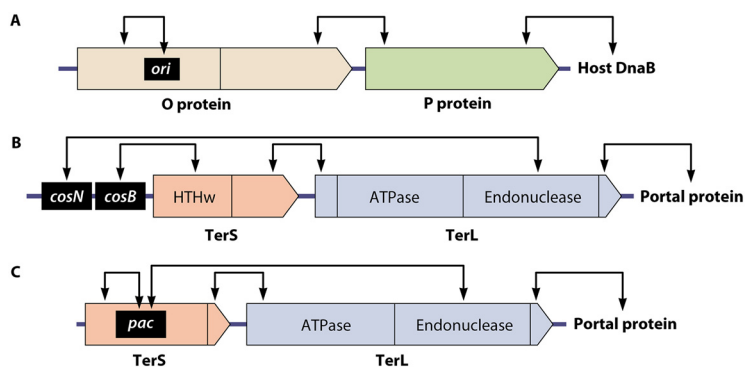 A
ori
Host DnaB
O protein
P protein
B
cosN
cosB
HTHw
ATPase
Endonuclease
Portal protein
TerS
TerL
C
pac
ATPase
Endonuclease
Portal protein
TerS
TerL